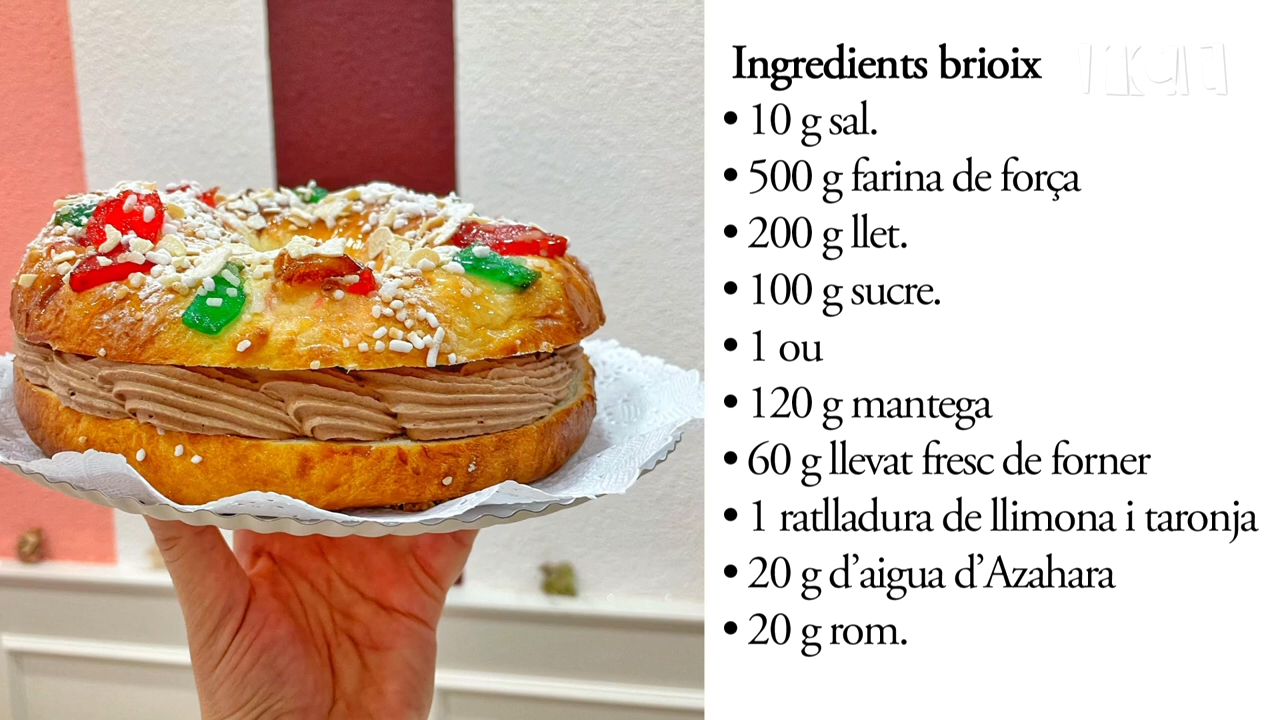 Ingredients brioix
• 10 g sal.
• 500 g farina de força
• 200 g llet.
• 100 g sucre.
• 1 ou
• 120 g mantega
• 60 g llevat fresc de forner
• 1 ratlladura de llimona i taronja
• 20 g d’aigua d’Azahara
• 20 g rom.